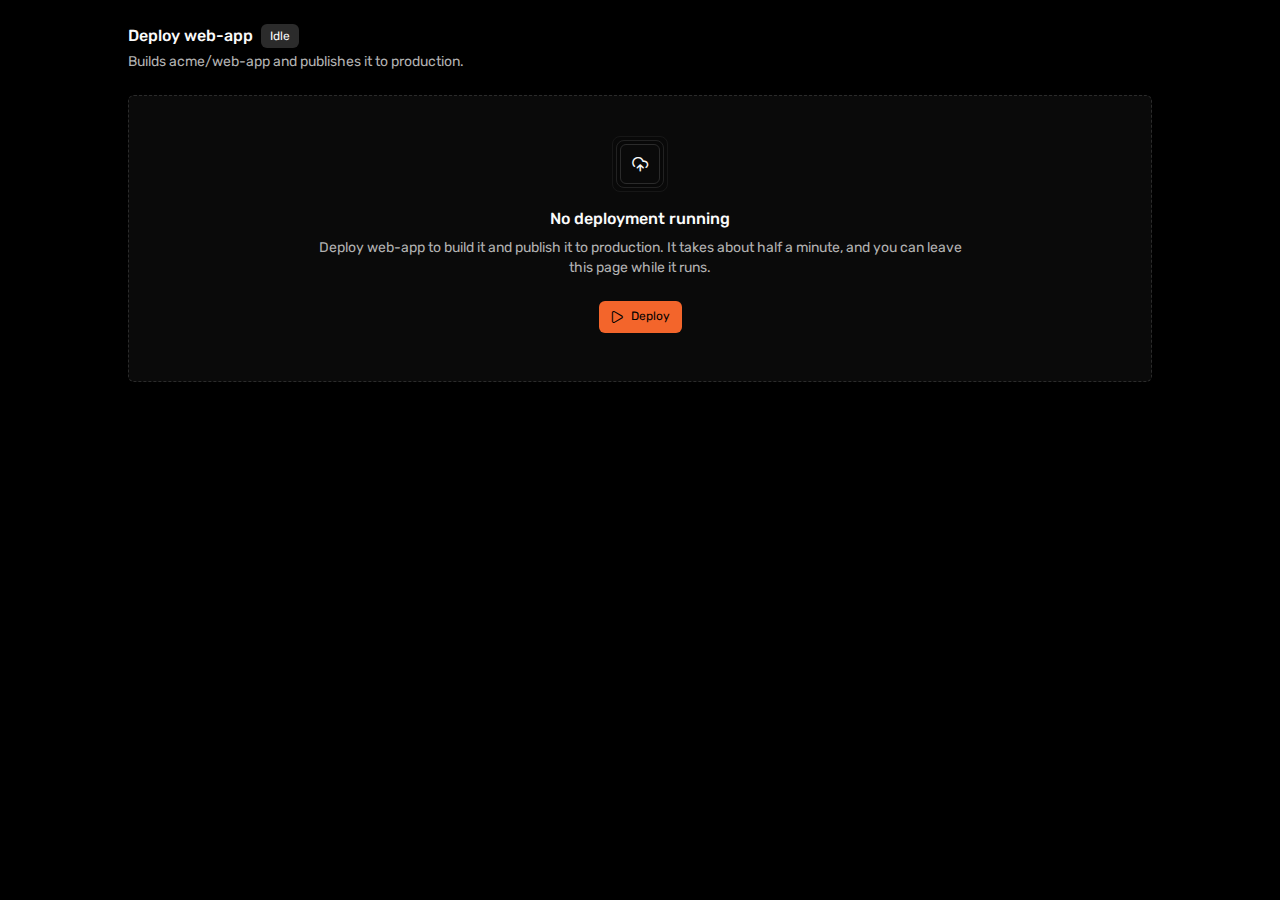 Deploy web-app Idle
Builds acme/web-app and publishes it to production.
No deployment running
Deploy web-app to build it and publish it to production. It takes about half a minute, and you can leave
this page while it runs.
Deploy